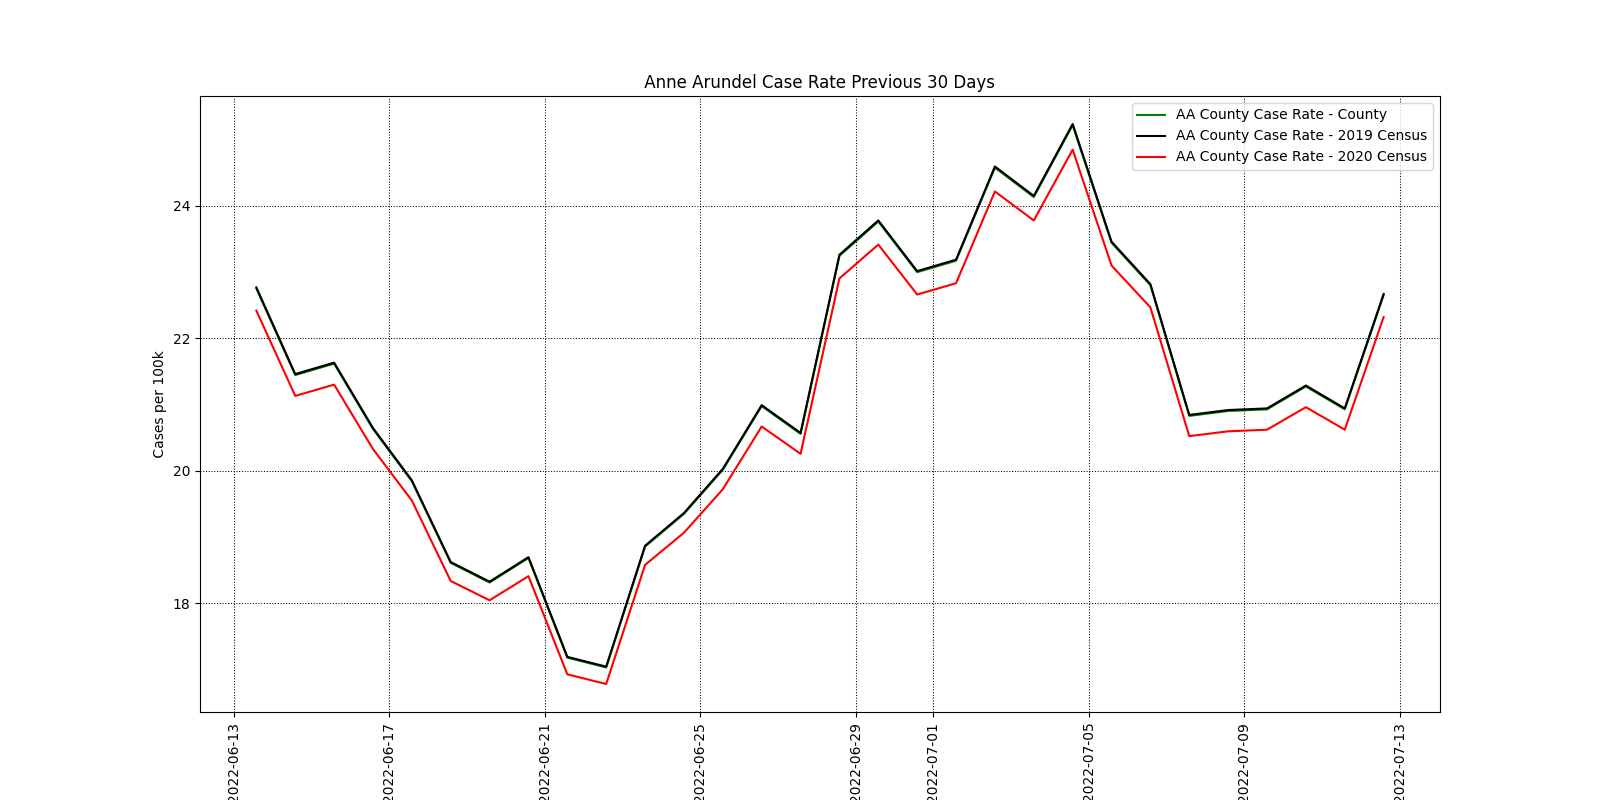 Anne Arundel Case Rate Previous 30 Days
AA County Case Rate - County
AA County Case Rate - 2019 Census
AA County Case Rate - 2020 Census
Cases per 100k
24
22
20
18
2022-06-13
2022-06-17
2022-06-21
2022-06-25
2022-06-29
2022-07-01
2022-07-05
2022-07-09
2022-07-13